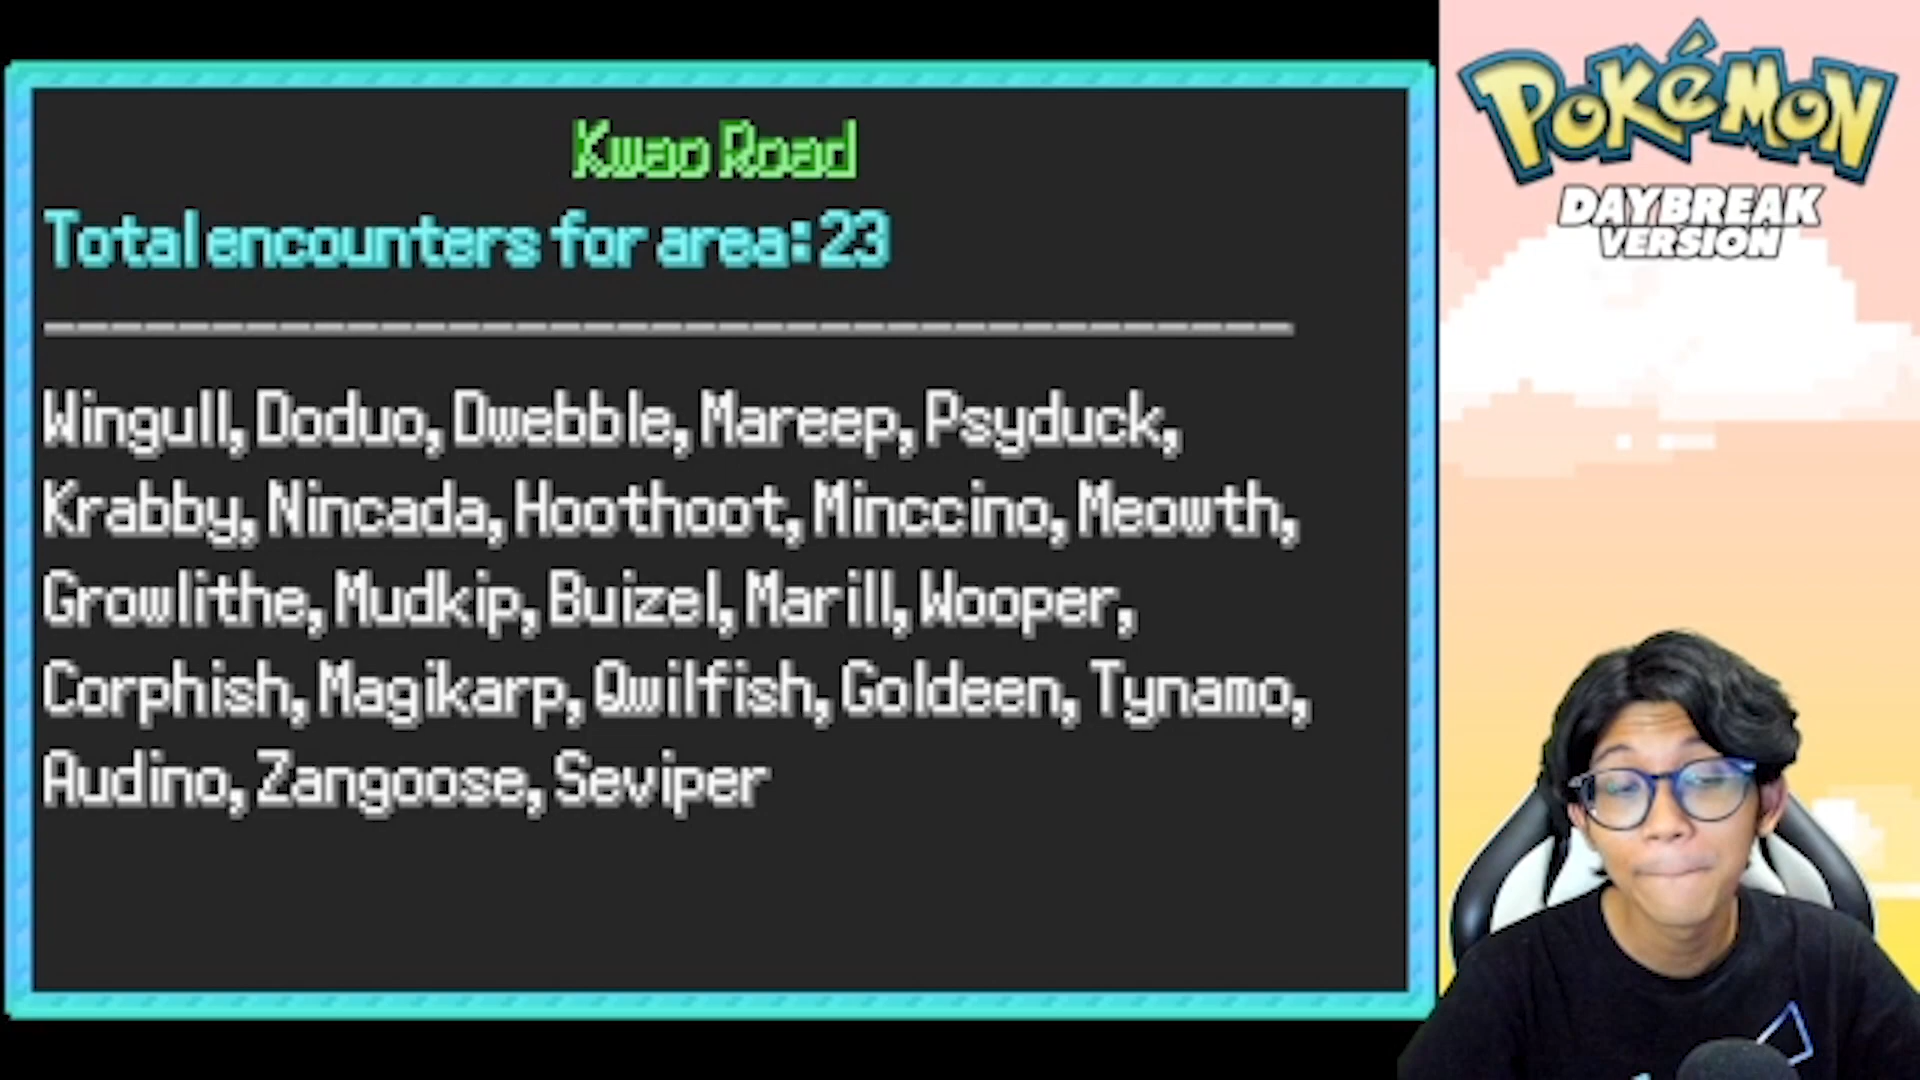 Kwao Road
Total encounters for area: 23
Wingull, Doduo, Dwebble, Mareep, Psyduck,
Krabby, Nincada, Hoothoot, Minccino, Meowth,
Growlithe, Mudkip, Buizel, Marill, Wooper,
Corphish, Magikarp, Qwilfish, Goldeen, Tynamo,
Audino, Zangoose, Seviper
POKéMON
DAYBREAK
VERSION